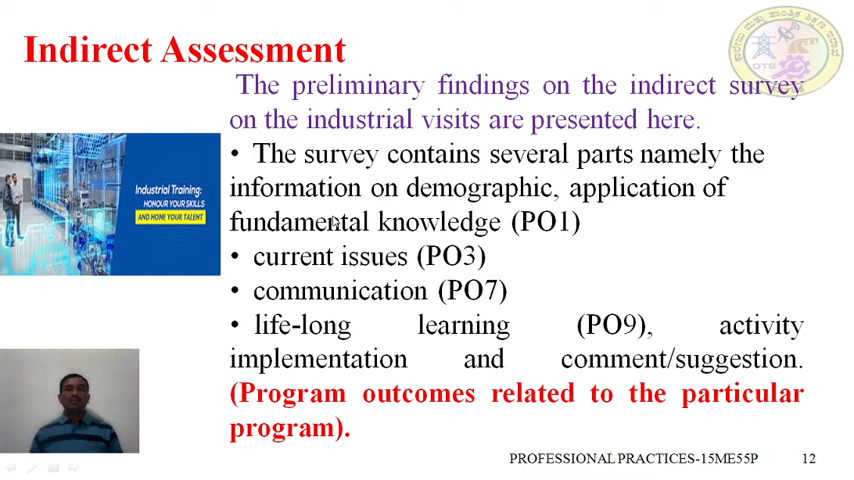 Indirect Assessment
The preliminary findings on the indirect survey
on the industrial visits are presented here.
• The survey contains several parts namely the
information on demographic, application of
fundamental knowledge (PO1)
• current issues (PO3)
• communication (PO7)
• life-long learning (PO9), activity
implementation and comment/suggestion.
(Program outcomes related to the particular
program).
Industrial Training:
HONOUR YOUR SKILLS
AND HONE YOUR TALENT
DTE
PROFESSIONAL PRACTICES-15ME55P 12